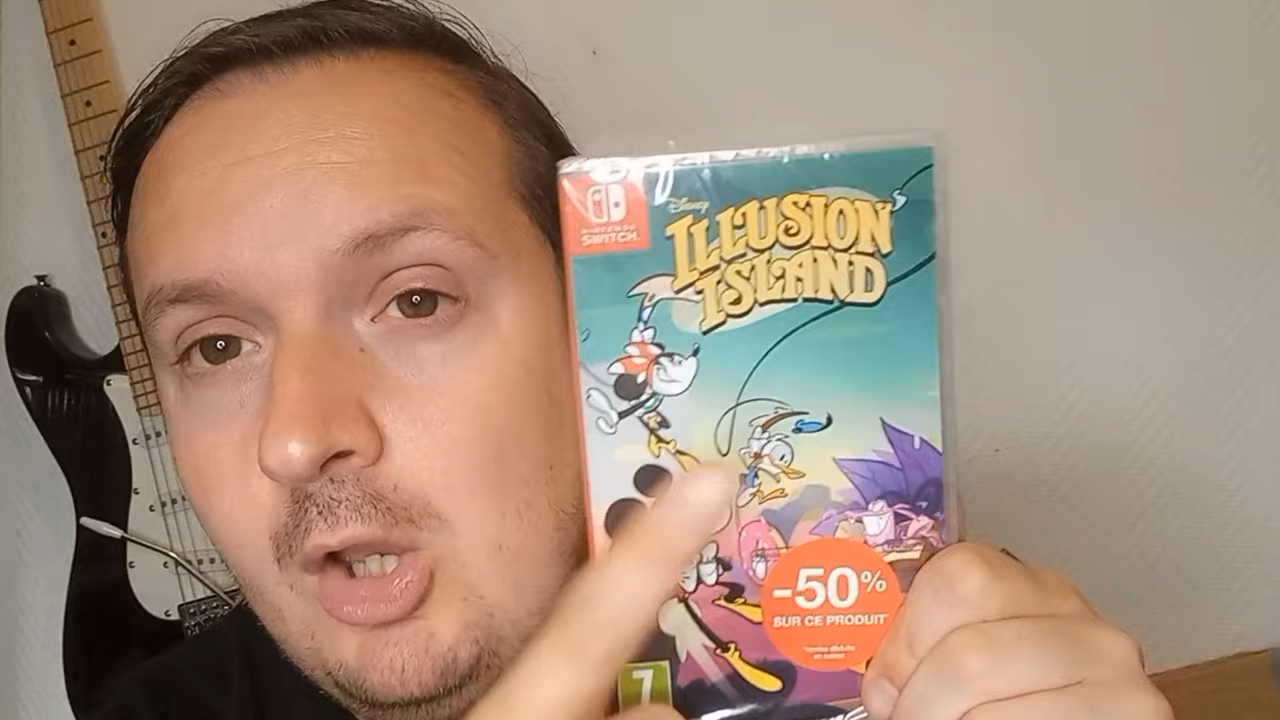 NINTENDO
SWITCH
Disney
ILLUSION
ISLAND
-50%
SUR CE PRODUIT*
7